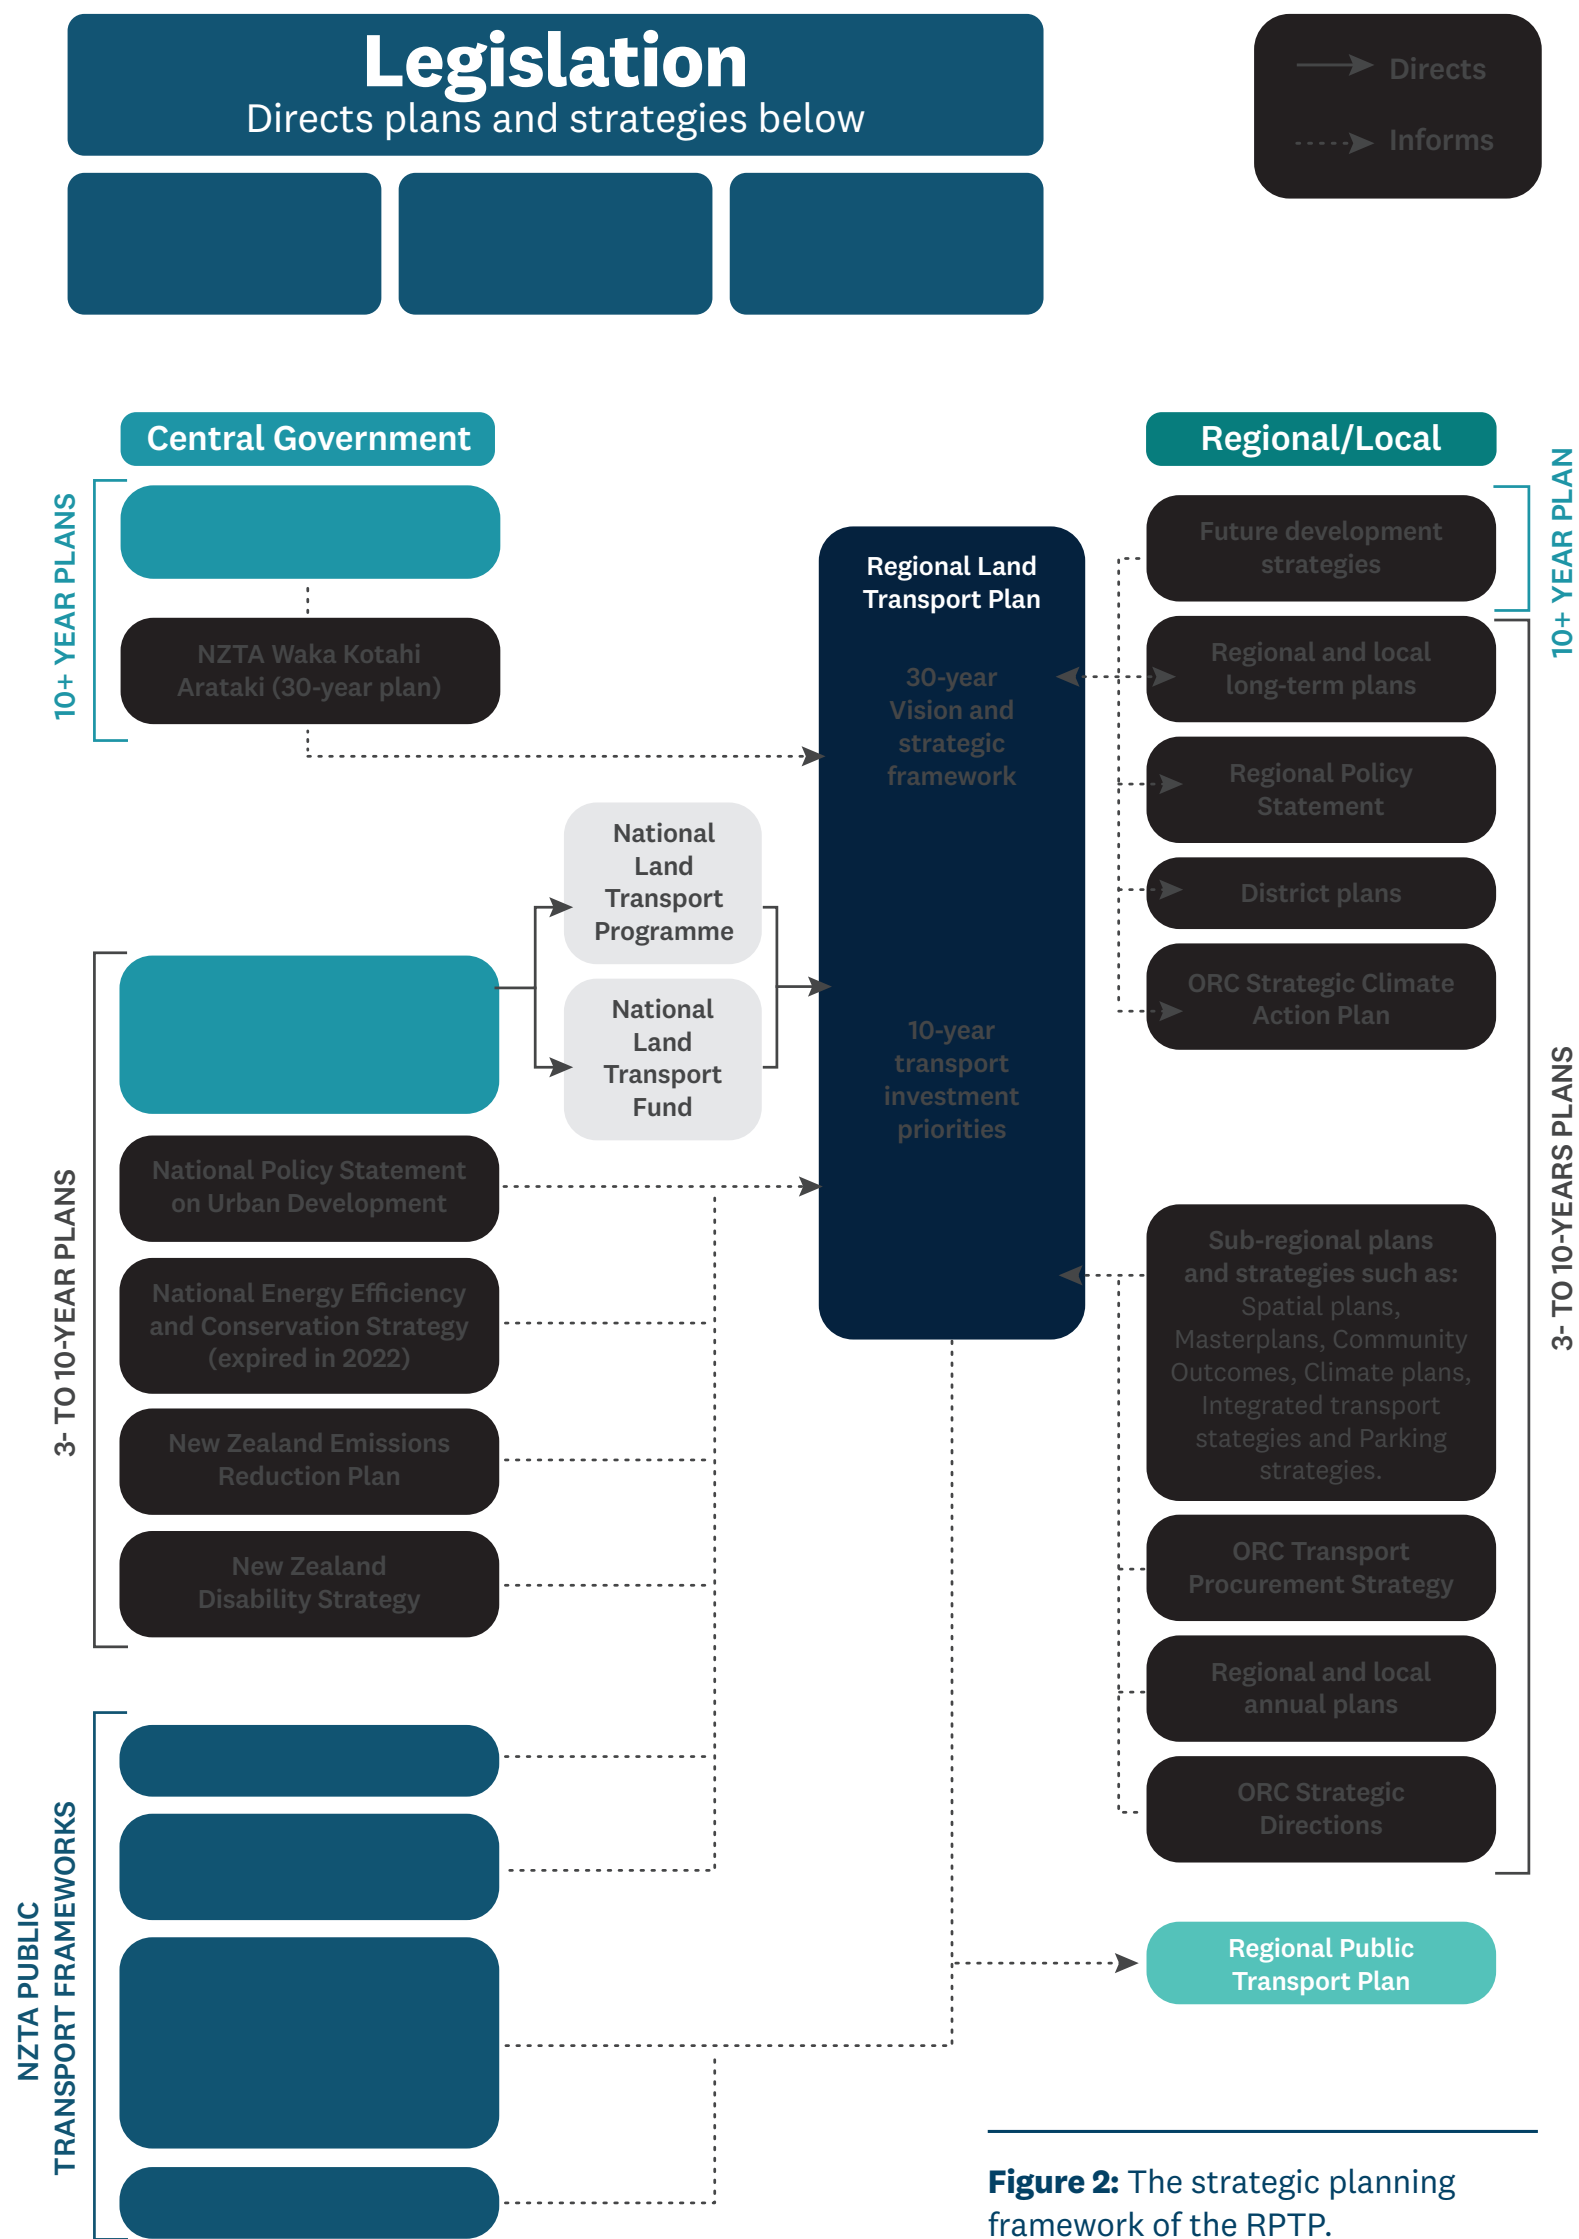 Legislation
Directs plans and strategies below
Directs
Informs
Central Government
10+ YEAR PLANS
NZTA Waka Kotahi
Arataki (30-year plan)
National
Land
Transport
Programme
National
Land
Transport
Fund
3- TO 10-YEAR PLANS
National Policy Statement
on Urban Development
National Energy Efficiency
and Conservation Strategy
(expired in 2022)
New Zealand Emissions
Reduction Plan
New Zealand
Disability Strategy
NZTA PUBLIC
TRANSPORT FRAMEWORKS
Regional Land
Transport Plan
30-year
Vision and
strategic
framework
10-year
transport
investment
priorities
Regional/Local
10+ YEAR PLAN
Future development
strategies
Regional and local
long-term plans
Regional Policy
Statement
District plans
ORC Strategic Climate
Action Plan
3- TO 10-YEARS PLANS
Sub-regional plans
and strategies such as:
Spatial plans,
Masterplans, Community
Outcomes, Climate plans,
Integrated transport
stategies and Parking
strategies.
ORC Transport
Procurement Strategy
Regional and local
annual plans
ORC Strategic
Directions
Regional Public
Transport Plan
Figure 2: The strategic planning
framework of the RPTP.